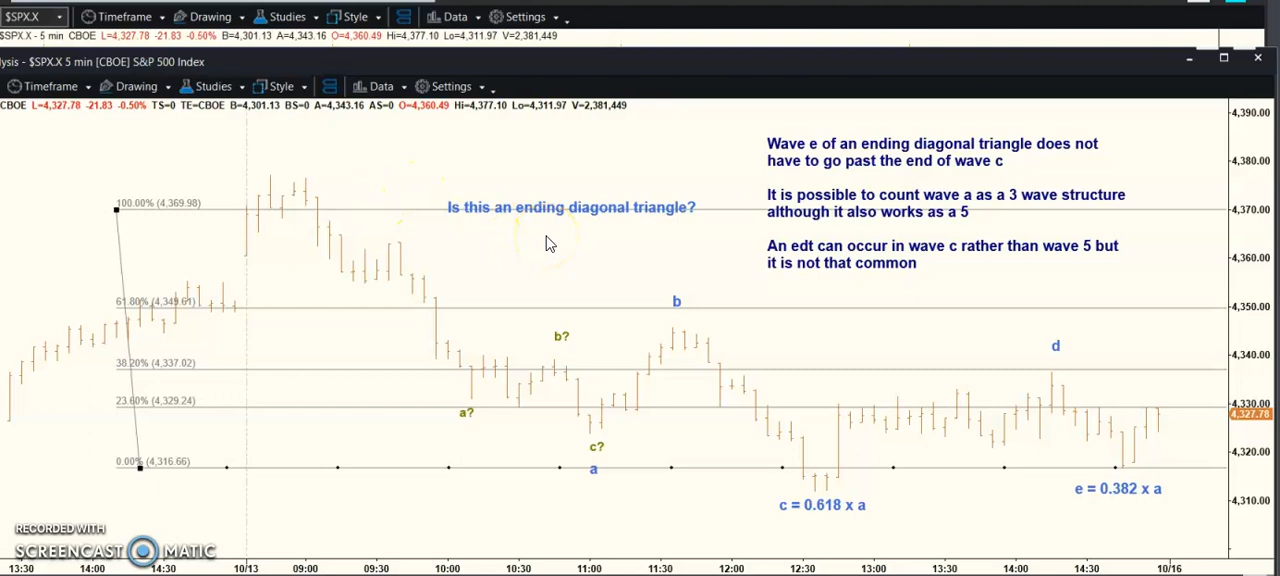 $SPX.X Timeframe Drawing Studies Style Data Settings
$SPX.X - 5 min CBOE L=4,327.78 -21.83 -0.50% B=4,301.13 A=4,343.16 O=4,360.49 Hi=4,377.10 Lo=4,311.97 V=2,381,449
lysis - $SPX.X 5 min [CBOE] S&P 500 Index
Timeframe Drawing Studies Style Data Settings
CBOE L=4,327.78 -21.83 -0.50% TS=0 TE=CBOE B=4,301.13 BS=0 A=4,343.16 AS=0 O=4,360.49 Hi=4,377.10 Lo=4,311.97 V=2,381,449
4,390.00
Wave e of an ending diagonal triangle does not
have to go past the end of wave c
4,380.00
It is possible to count wave a as a 3 wave structure
although it also works as a 5
100.00% (4,369.98)
Is this an ending diagonal triangle?
4,370.00
An edt can occur in wave c rather than wave 5 but
it is not that common
4,360.00
61.80% (4,349.61)
b
4,350.00
b?
d
4,340.00
38.20% (4,337.02)
4,330.00
23.60% (4,329.24)
a?
4,327.78
c?
4,320.00
0.00% (4,316.66)
a
e = 0.382 x a
c = 0.618 x a
4,310.00
RECORDED WITH
SCREENCAST MATIC
13:30 14:00 14:30 10/13 09:00 09:30 10:00 10:30 11:00 11:30 12:00 12:30 13:00 13:30 14:00 14:30 10/16